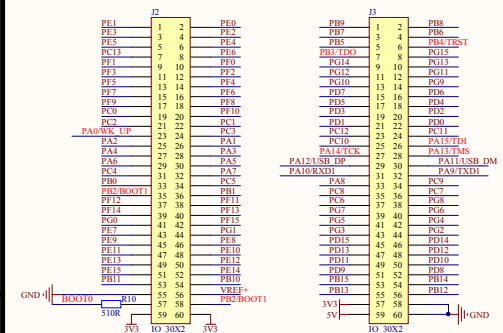 J2
PE1 1 2 PE0
PE3 3 4 PE2
PE5 5 6 PE4
PC13 7 8 PE6
PF1 9 10 PF0
PF3 11 12 PF2
PF5 13 14 PF4
PF7 15 16 PF6
PF9 17 18 PF8
PC0 19 20 PF10
PC2 21 22 PC1
PA0/WK_UP 23 24 PC3
PA2 25 26 PA1
PA4 27 28 PA3
PA6 29 30 PA5
PC4 31 32 PA7
PB0 33 34 PC5
PB2/BOOT1 35 36 PB1
PF12 37 38 PF11
PF14 39 40 PF13
PG0 41 42 PF15
PE7 43 44 PG1
PE9 45 46 PE8
PE11 47 48 PE10
PE13 49 50 PE12
PE15 51 52 PE14
PB11 53 54 PB10
GND 55 56 VREF+
BOOT0 R10 57 58 PB2/BOOT1
510R 59 60
3V3 IO 30X2 3V3
J3
PB9 1 2 PB8
PB7 3 4 PB6
PB5 5 6 PB4/TRST
PB3/TDO 7 8 PG15
PG14 9 10 PG13
PG12 11 12 PG11
PG10 13 14 PG9
PD7 15 16 PD6
PD5 17 18 PD4
PD3 19 20 PD2
PD1 21 22 PD0
PC12 23 24 PC11
PC10 25 26 PA15/TDI
PA14/TCK 27 28 PA13/TMS
PA12/USB_DP 29 30 PA11/USB_DM
PA10/RXD1 31 32 PA9/TXD1
PA8 33 34 PC9
PC8 35 36 PC7
PC6 37 38 PG8
PG7 39 40 PG6
PG5 41 42 PG4
PG3 43 44 PG2
PD15 45 46 PD14
PD13 47 48 PD12
PD11 49 50 PD10
PD9 51 52 PD8
PB15 53 54 PB14
PB13 55 56 PB12
3V3 57 58
5V 59 60 GND
IO 30X2